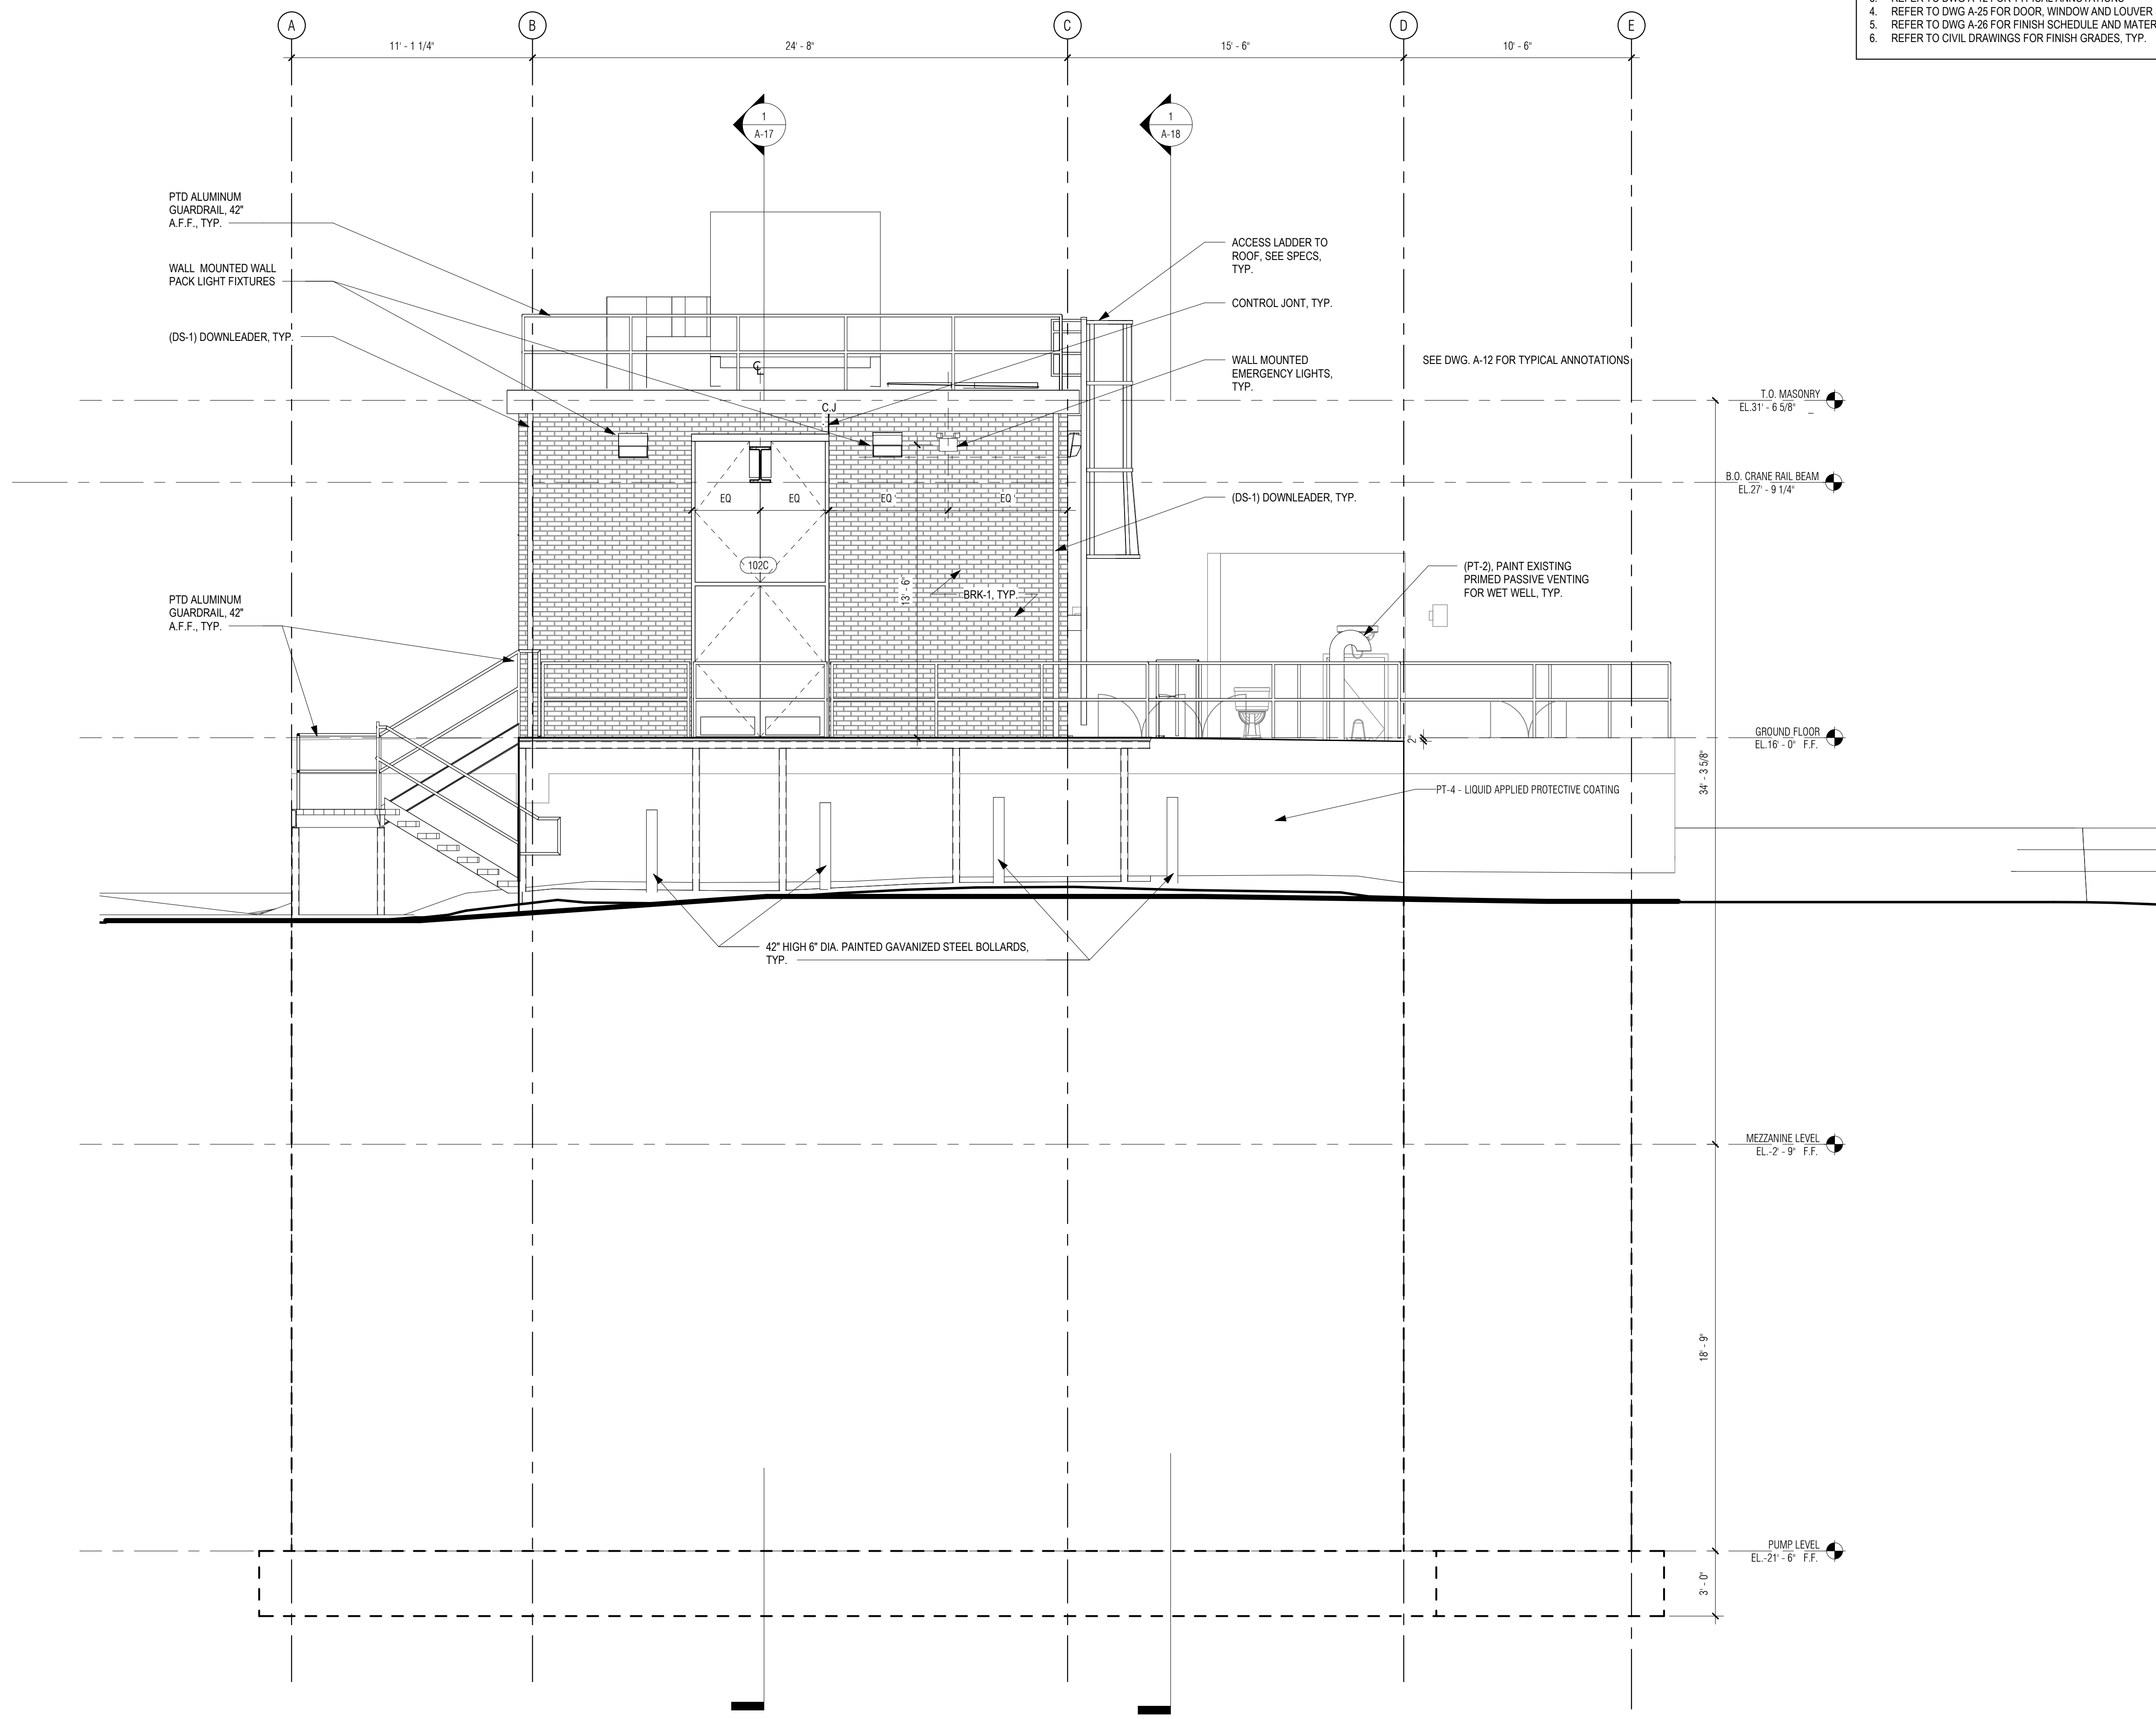 A
B
C
D
E
11' - 1 1/4"
24' - 8"
15' - 6"
10' - 6"
4. REFER TO DWG A-25 FOR DOOR, WINDOW AND LOUVER
5. REFER TO DWG A-26 FOR FINISH SCHEDULE AND MATER
6. REFER TO CIVIL DRAWINGS FOR FINISH GRADES, TYP.
1
A-17
1
A-18
PTD ALUMINUM
GUARDRAIL, 42"
A.F.F., TYP.
WALL MOUNTED WALL
PACK LIGHT FIXTURES
(DS-1) DOWNLEADER, TYP.
ACCESS LADDER TO
ROOF, SEE SPECS,
TYP.
CONTROL JONT, TYP.
WALL MOUNTED
EMERGENCY LIGHTS,
TYP.
SEE DWG. A-12 FOR TYPICAL ANNOTATIONS
CL
C.J
T.O. MASONRY
EL.31' - 6 5/8"
B.O. CRANE RAIL BEAM
EL.27' - 9 1/4"
EQ
EQ
EQ
EQ
(DS-1) DOWNLEADER, TYP.
102C
13' - 6"
BRK-1, TYP.
(PT-2), PAINT EXISTING
PRIMED PASSIVE VENTING
FOR WET WELL, TYP.
PTD ALUMINUM
GUARDRAIL, 42"
A.F.F., TYP.
2"
GROUND FLOOR
EL.16' - 0" F.F.
34' - 3 5/8"
PT-4 - LIQUID APPLIED PROTECTIVE COATING
42" HIGH 6" DIA. PAINTED GAVANIZED STEEL BOLLARDS,
TYP.
MEZZANINE LEVEL
EL.-2' - 9" F.F.
18' - 9"
PUMP LEVEL
EL.-21' - 6" F.F.
3' - 0"